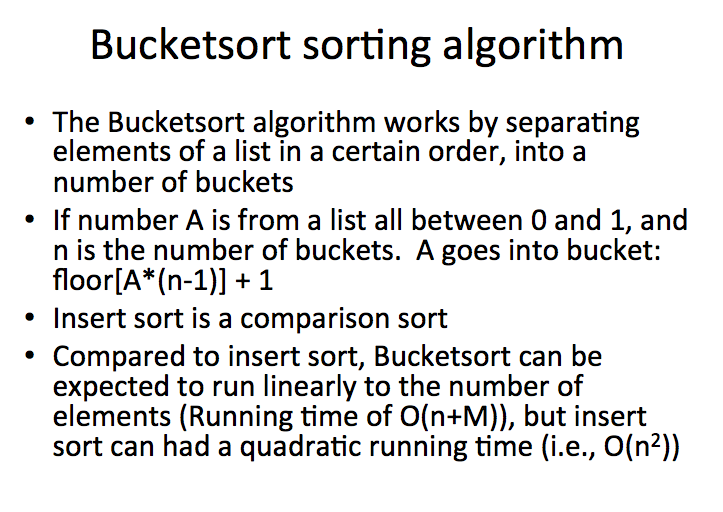 Bucketsort sorting algorithm
• The Bucketsort algorithm works by separating
elements of a list in a certain order, into a
number of buckets
• If number A is from a list all between 0 and 1, and
n is the number of buckets.  A goes into bucket:
floor[A*(n-1)] + 1
• Insert sort is a comparison sort
• Compared to insert sort, Bucketsort can be
expected to run linearly to the number of
elements (Running time of O(n+M)), but insert
sort can had a quadratic running time (i.e., O(n²))